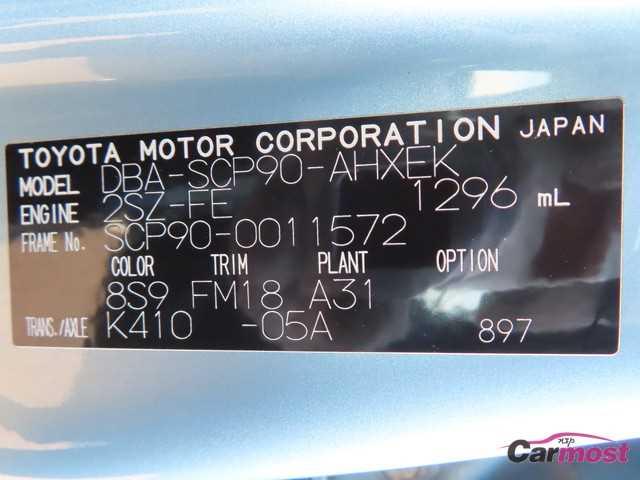 TOYOTA MOTOR CORPORATION JAPAN
MODEL DBA-SCP90-AHXEK
ENGINE 2SZ-FE 1296 mL
FRAME No. SCP90-0011572
COLOR TRIM PLANT OPTION
8S9 FM18 A31
TRANS./AXLE K410 -05A 897
Carmost